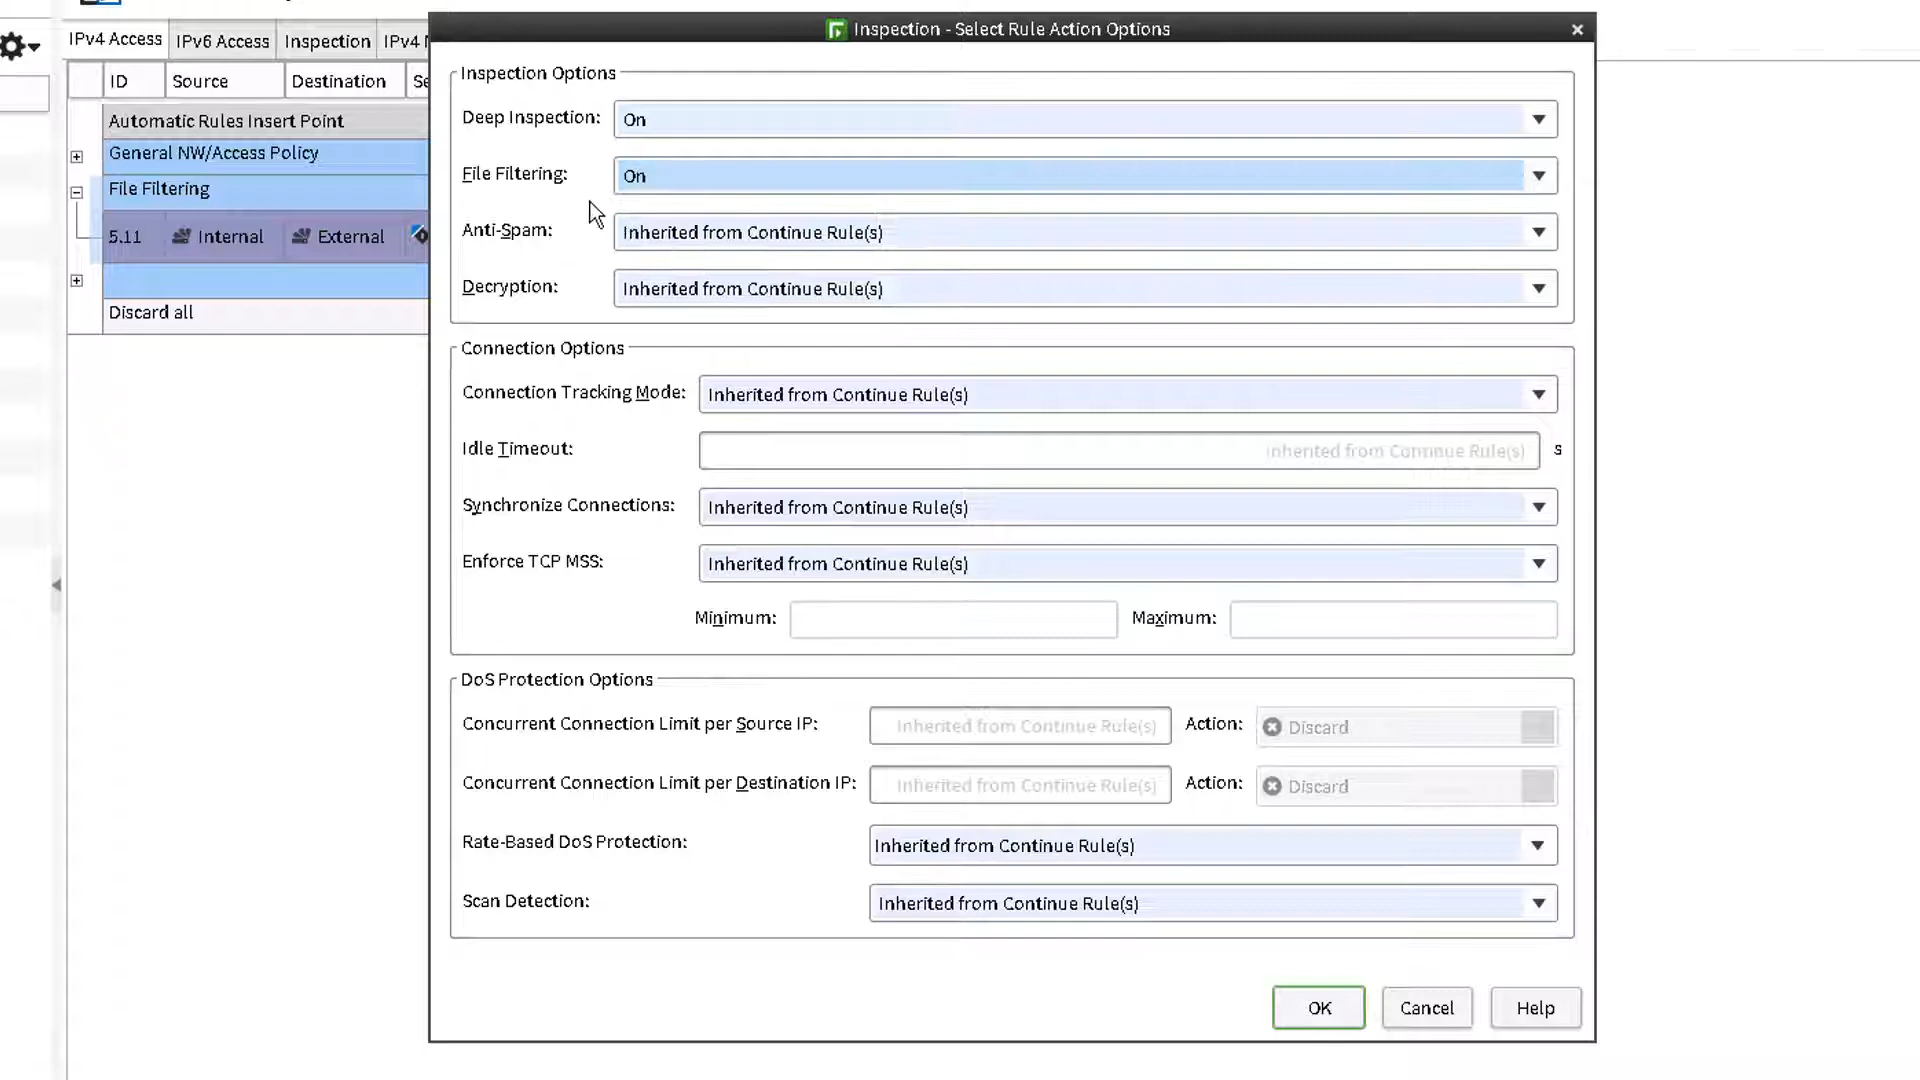 Inspection - Select Rule Action Options
IPv4 Access
IPv6 Access
Inspection
IPv4
ID
Source
Destination
Automatic Rules Insert Point
General NW/Access Policy
File Filtering
5.11
Internal
External
Discard all
Inspection Options
Deep Inspection:
On
File Filtering:
On
Anti-Spam:
Inherited from Continue Rule(s)
Decryption:
Inherited from Continue Rule(s)
Connection Options
Connection Tracking Mode:
Inherited from Continue Rule(s)
Idle Timeout:
Inherited from Continue Rule(s)
s
Synchronize Connections:
Inherited from Continue Rule(s)
Enforce TCP MSS:
Inherited from Continue Rule(s)
Minimum:
Maximum:
DoS Protection Options
Concurrent Connection Limit per Source IP:
Inherited from Continue Rule(s)
Action:
Discard
Concurrent Connection Limit per Destination IP:
Inherited from Continue Rule(s)
Action:
Discard
Rate-Based DoS Protection:
Inherited from Continue Rule(s)
Scan Detection:
Inherited from Continue Rule(s)
OK
Cancel
Help